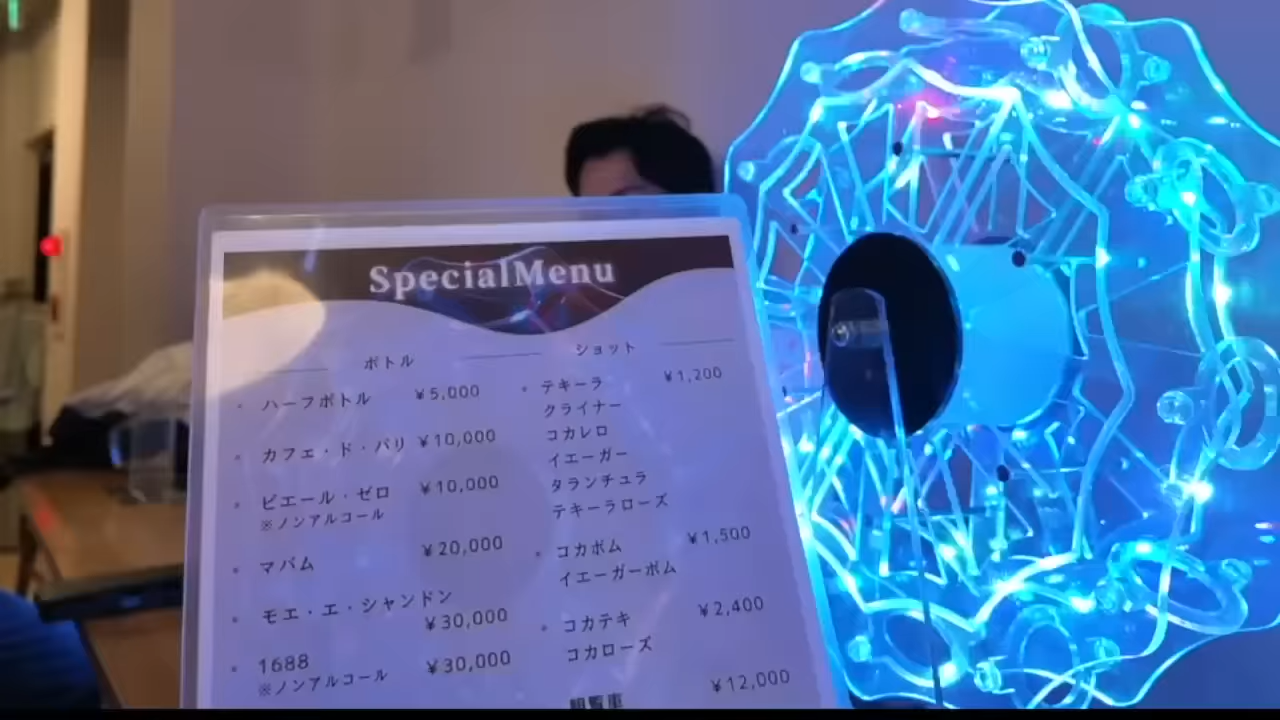 SpecialMenu
ボトル
ハーフボトル ¥5,000
カフェ・ド・パリ ¥10,000
ピエール・ゼロ ¥10,000
※ノンアルコール
マバム ¥20,000
モエ・エ・シャンドン
¥30,000
1688 ¥30,000
※ノンアルコール
ショット
テキーラ ¥1,200
クライナー
コカレロ
イエーガー
タランチュラ
テキーラローズ
コカボム ¥1,500
イエーガーボム
コカテキ ¥2,400
コカローズ
観覧車 ¥12,000